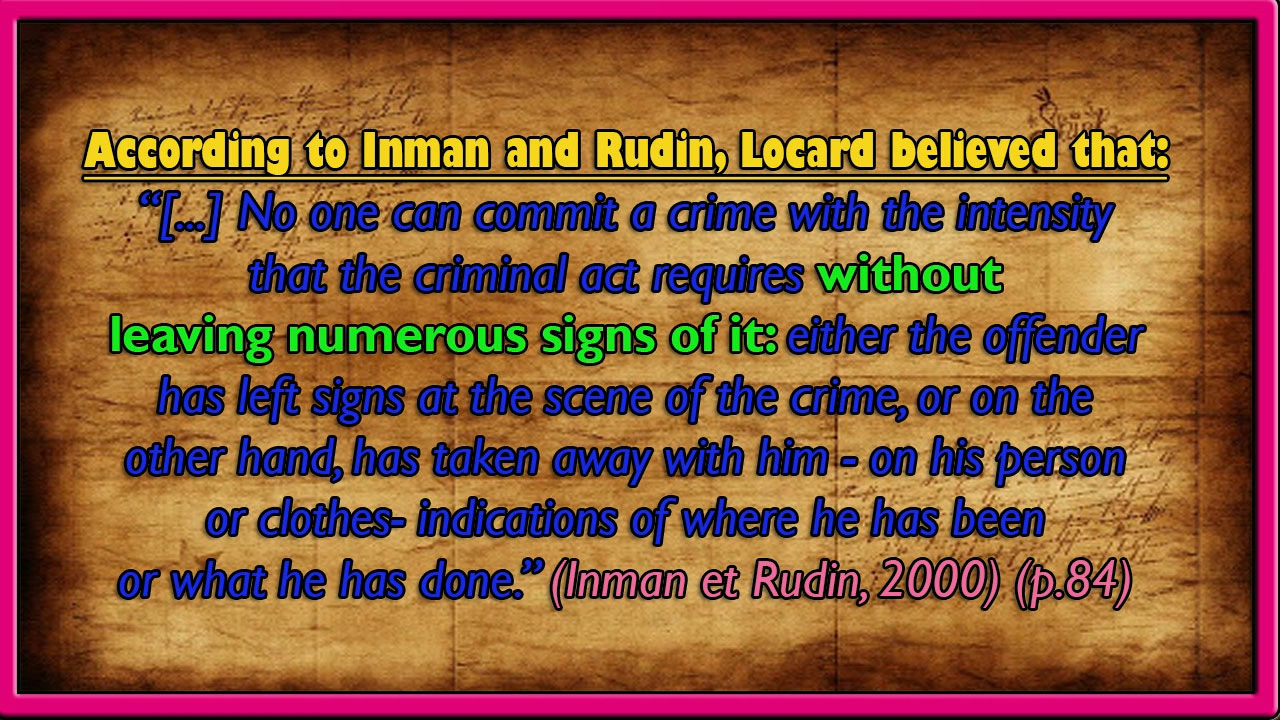 According to Inman and Rudin, Locard believed that:
“[...] No one can commit a crime with the intensity
that the criminal act requires without
leaving numerous signs of it: either the offender
has left signs at the scene of the crime, or on the
other hand, has taken away with him - on his person
or clothes- indications of where he has been
or what he has done.” (Inman et Rudin, 2000) (p.84)